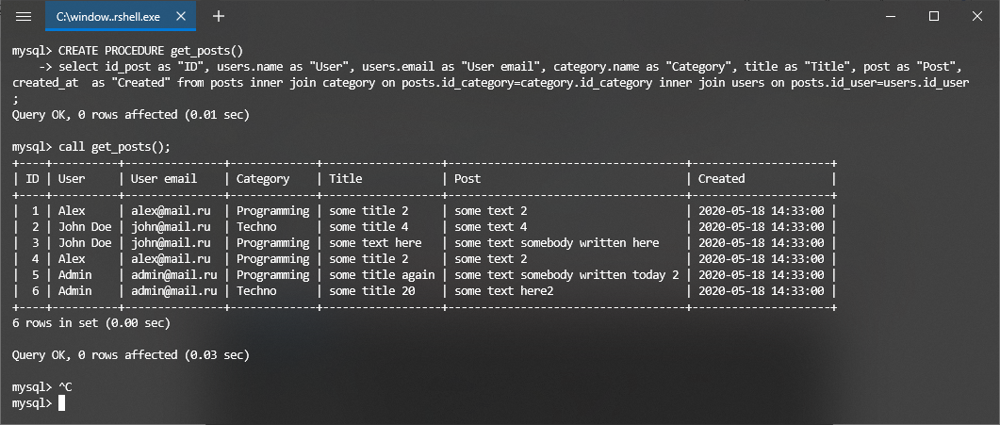 C:\window..rshell.exe
mysql> CREATE PROCEDURE get_posts()
    -> select id_post as "ID", users.name as "User", users.email as "User email", category.name as "Category", title as "Title", post as "Post",
created_at  as "Created" from posts inner join category on posts.id_category=category.id_category inner join users on posts.id_user=users.id_user
;
Query OK, 0 rows affected (0.01 sec)
mysql> call get_posts();
+----+----------+---------------+-------------+------------------+-----------------------------------+---------------------+
| ID | User     | User email    | Category    | Title            | Post                              | Created             |
+----+----------+---------------+-------------+------------------+-----------------------------------+---------------------+
|  1 | Alex     | alex@mail.ru  | Programming | some title 2     | some text 2                       | 2020-05-18 14:33:00 |
|  2 | John Doe | john@mail.ru  | Techno      | some title 4     | some text 4                       | 2020-05-18 14:33:00 |
|  3 | John Doe | john@mail.ru  | Programming | some text here   | some text somebody written here   | 2020-05-18 14:33:00 |
|  4 | Alex     | alex@mail.ru  | Programming | some title 2     | some text 2                       | 2020-05-18 14:33:00 |
|  5 | Admin    | admin@mail.ru | Programming | some title again | some text somebody written today 2 | 2020-05-18 14:33:00 |
|  6 | Admin    | admin@mail.ru | Techno      | some title 20    | some text here2                   | 2020-05-18 14:33:00 |
+----+----------+---------------+-------------+------------------+-----------------------------------+---------------------+
6 rows in set (0.00 sec)
Query OK, 0 rows affected (0.03 sec)
mysql> ^C
mysql>